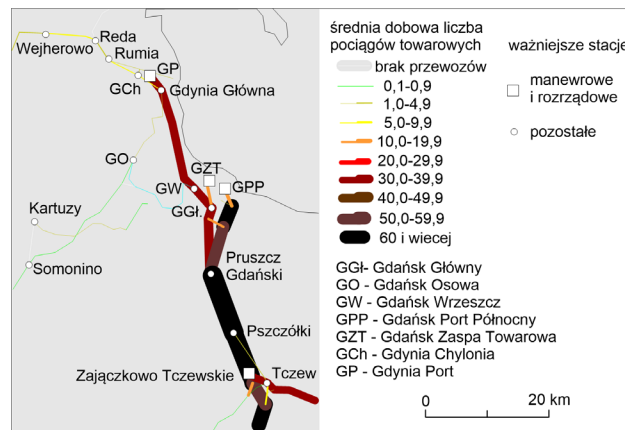 Wejherowo
Reda
Rumia
GP
GCh
Gdynia Główna
GO
GZT
GW
GPP
GGł.
Kartuzy
Somonino
Pruszcz
Gdański
Pszczółki
Zajączkowo Tczewskie
Tczew
średnia dobowa liczba
pociągów towarowych
brak przewozów
0,1-0,9
1,0-4,9
5,0-9,9
10,0-19,9
20,0-29,9
30,0-39,9
40,0-49,9
50,0-59,9
60 i wiecej
ważniejsze stacje
manewrowe
i rozrządowe
pozostałe
GGł- Gdańsk Główny
GO - Gdańsk Osowa
GW - Gdańsk Wrzeszcz
GPP - Gdańsk Port Północny
GZT - Gdańsk Zaspa Towarowa
GCh - Gdynia Chylonia
GP - Gdynia Port
0
20 km